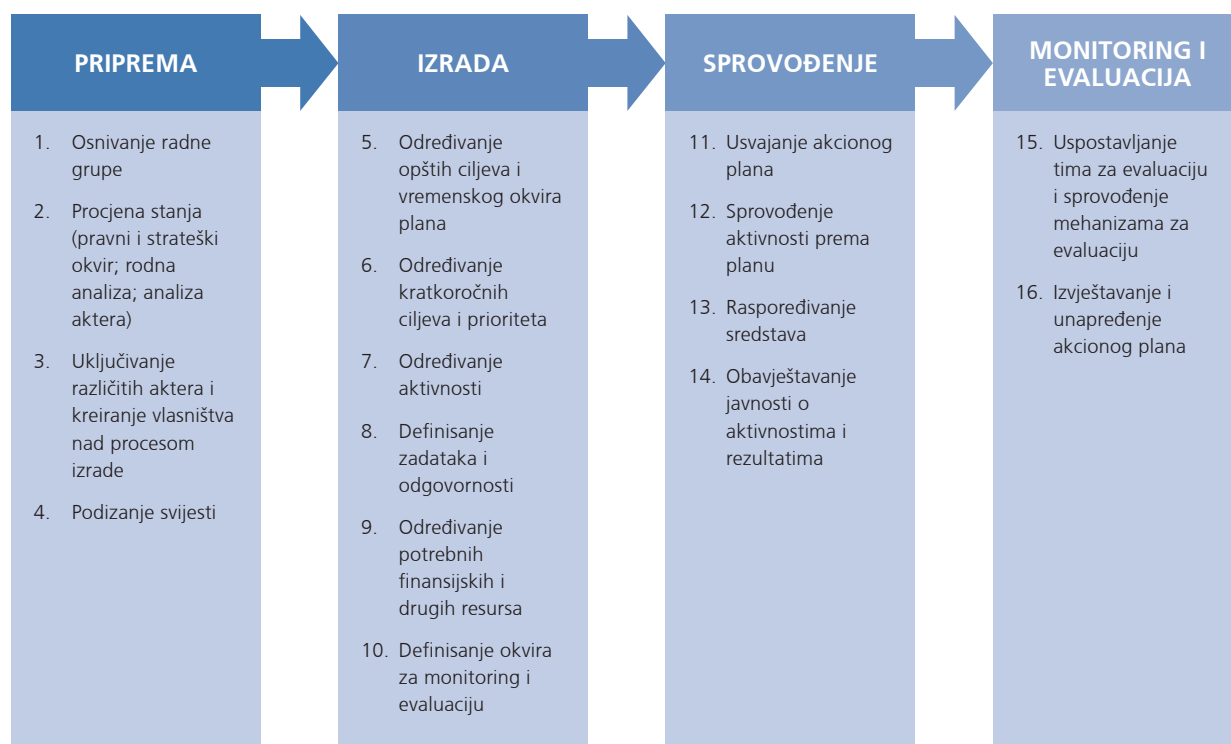 PRIPREMA
1. Osnivanje radne
grupe
2. Procjena stanja
(pravni i strateški
okvir; rodna
analiza; analiza
aktera)
3. Uključivanje
različitih aktera i
kreiranje vlasništva
nad procesom
izrade
4. Podizanje svijesti
IZRADA
5. Određivanje
opštih ciljeva i
vremenskog okvira
plana
6. Određivanje
kratkoročnih
ciljeva i prioriteta
7. Određivanje
aktivnosti
8. Definisanje
zadataka i
odgovornosti
9. Određivanje
potrebnih
finansijskih i
drugih resursa
10. Definisanje okvira
za monitoring i
evaluaciju
SPROVOĐENJE
11. Usvajanje akcionog
plana
12. Sprovođenje
aktivnosti prema
planu
13. Raspoređivanje
sredstava
14. Obavještavanje
javnosti o
aktivnostima i
rezultatima
MONITORING I
EVALUACIJA
15. Uspostavljanje
tima za evaluaciju
i sprovođenje
mehanizama za
evaluaciju
16. Izvještavanje i
unapređenje
akcionog plana